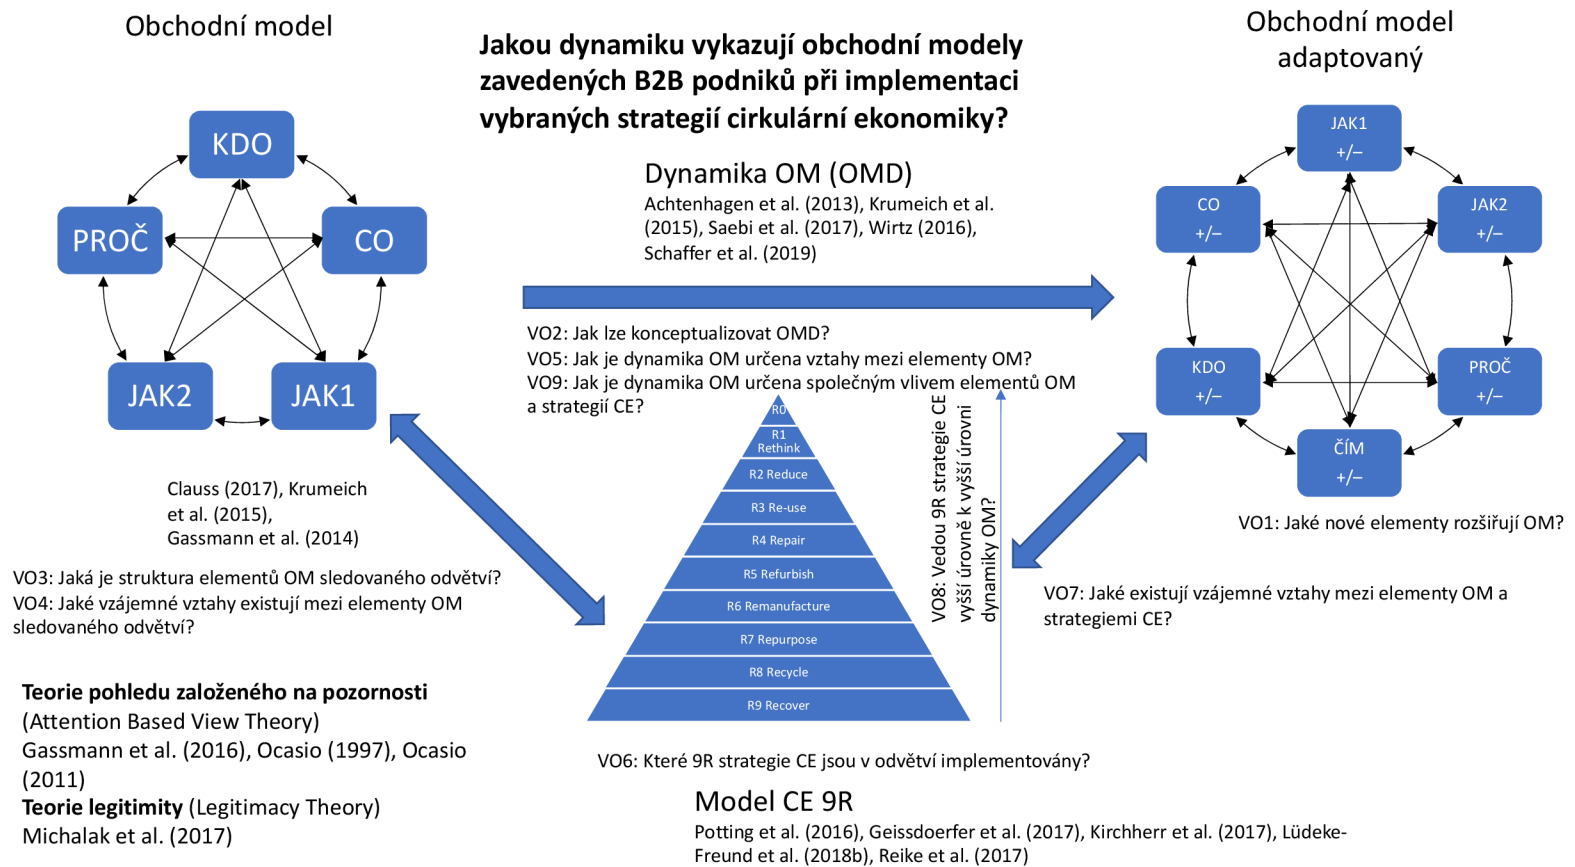 Obchodní model
KDO
PROČ
CO
JAK2
JAK1
Clauss (2017), Krumeich
et al. (2015),
Gassmann et al. (2014)
VO3: Jaká je struktura elementů OM sledovaného odvětví?
VO4: Jaké vzájemné vztahy existují mezi elementy OM
sledovaného odvětví?
Teorie pohledu založeného na pozornosti
(Attention Based View Theory)
Gassmann et al. (2016), Ocasio (1997), Ocasio
(2011)
Teorie legitimity (Legitimacy Theory)
Michalak et al. (2017)
Jakou dynamiku vykazují obchodní modely
zavedených B2B podniků při implementaci
vybraných strategií cirkulární ekonomiky?
Dynamika OM (OMD)
Achtenhagen et al. (2013), Krumeich et al.
(2015), Saebi et al. (2017), Wirtz (2016),
Schaffer et al. (2019)
VO2: Jak lze konceptualizovat OMD?
VO5: Jak je dynamika OM určena vztahy mezi elementy OM?
VO9: Jak je dynamika OM určena společným vlivem elementů OM
a strategií CE?
R0
R1
Rethink
R2 Reduce
R3 Re-use
R4 Repair
R5 Refurbish
R6 Remanufacture
R7 Repurpose
R8 Recycle
R9 Recover
VO8: Vedou 9R strategie CE
vyšší úrovně k vyšší úrovni
dynamiky OM?
VO6: Které 9R strategie CE jsou v odvětví implementovány?
Model CE 9R
Potting et al. (2016), Geissdoerfer et al. (2017), Kirchherr et al. (2017), Lüdeke-
Freund et al. (2018b), Reike et al. (2017)
Obchodní model
adaptovaný
JAK1
+/–
CO
+/–
JAK2
+/–
KDO
+/–
PROČ
+/–
ČÍM
+/–
VO1: Jaké nové elementy rozšiřují OM?
VO7: Jaké existují vzájemné vztahy mezi elementy OM a
strategiemi CE?